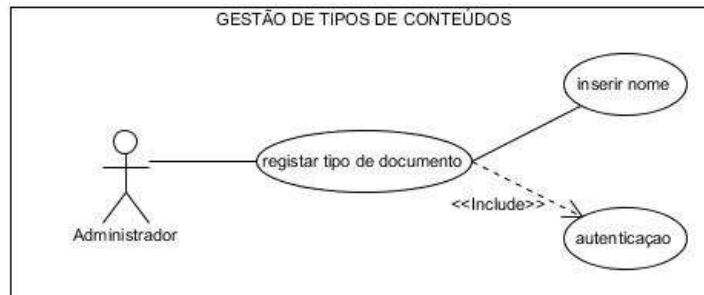 GESTÃO DE TIPOS DE CONTEÚDOS
inserir nome
registar tipo de documento
<<Include>>
Administrador
autenticaçao